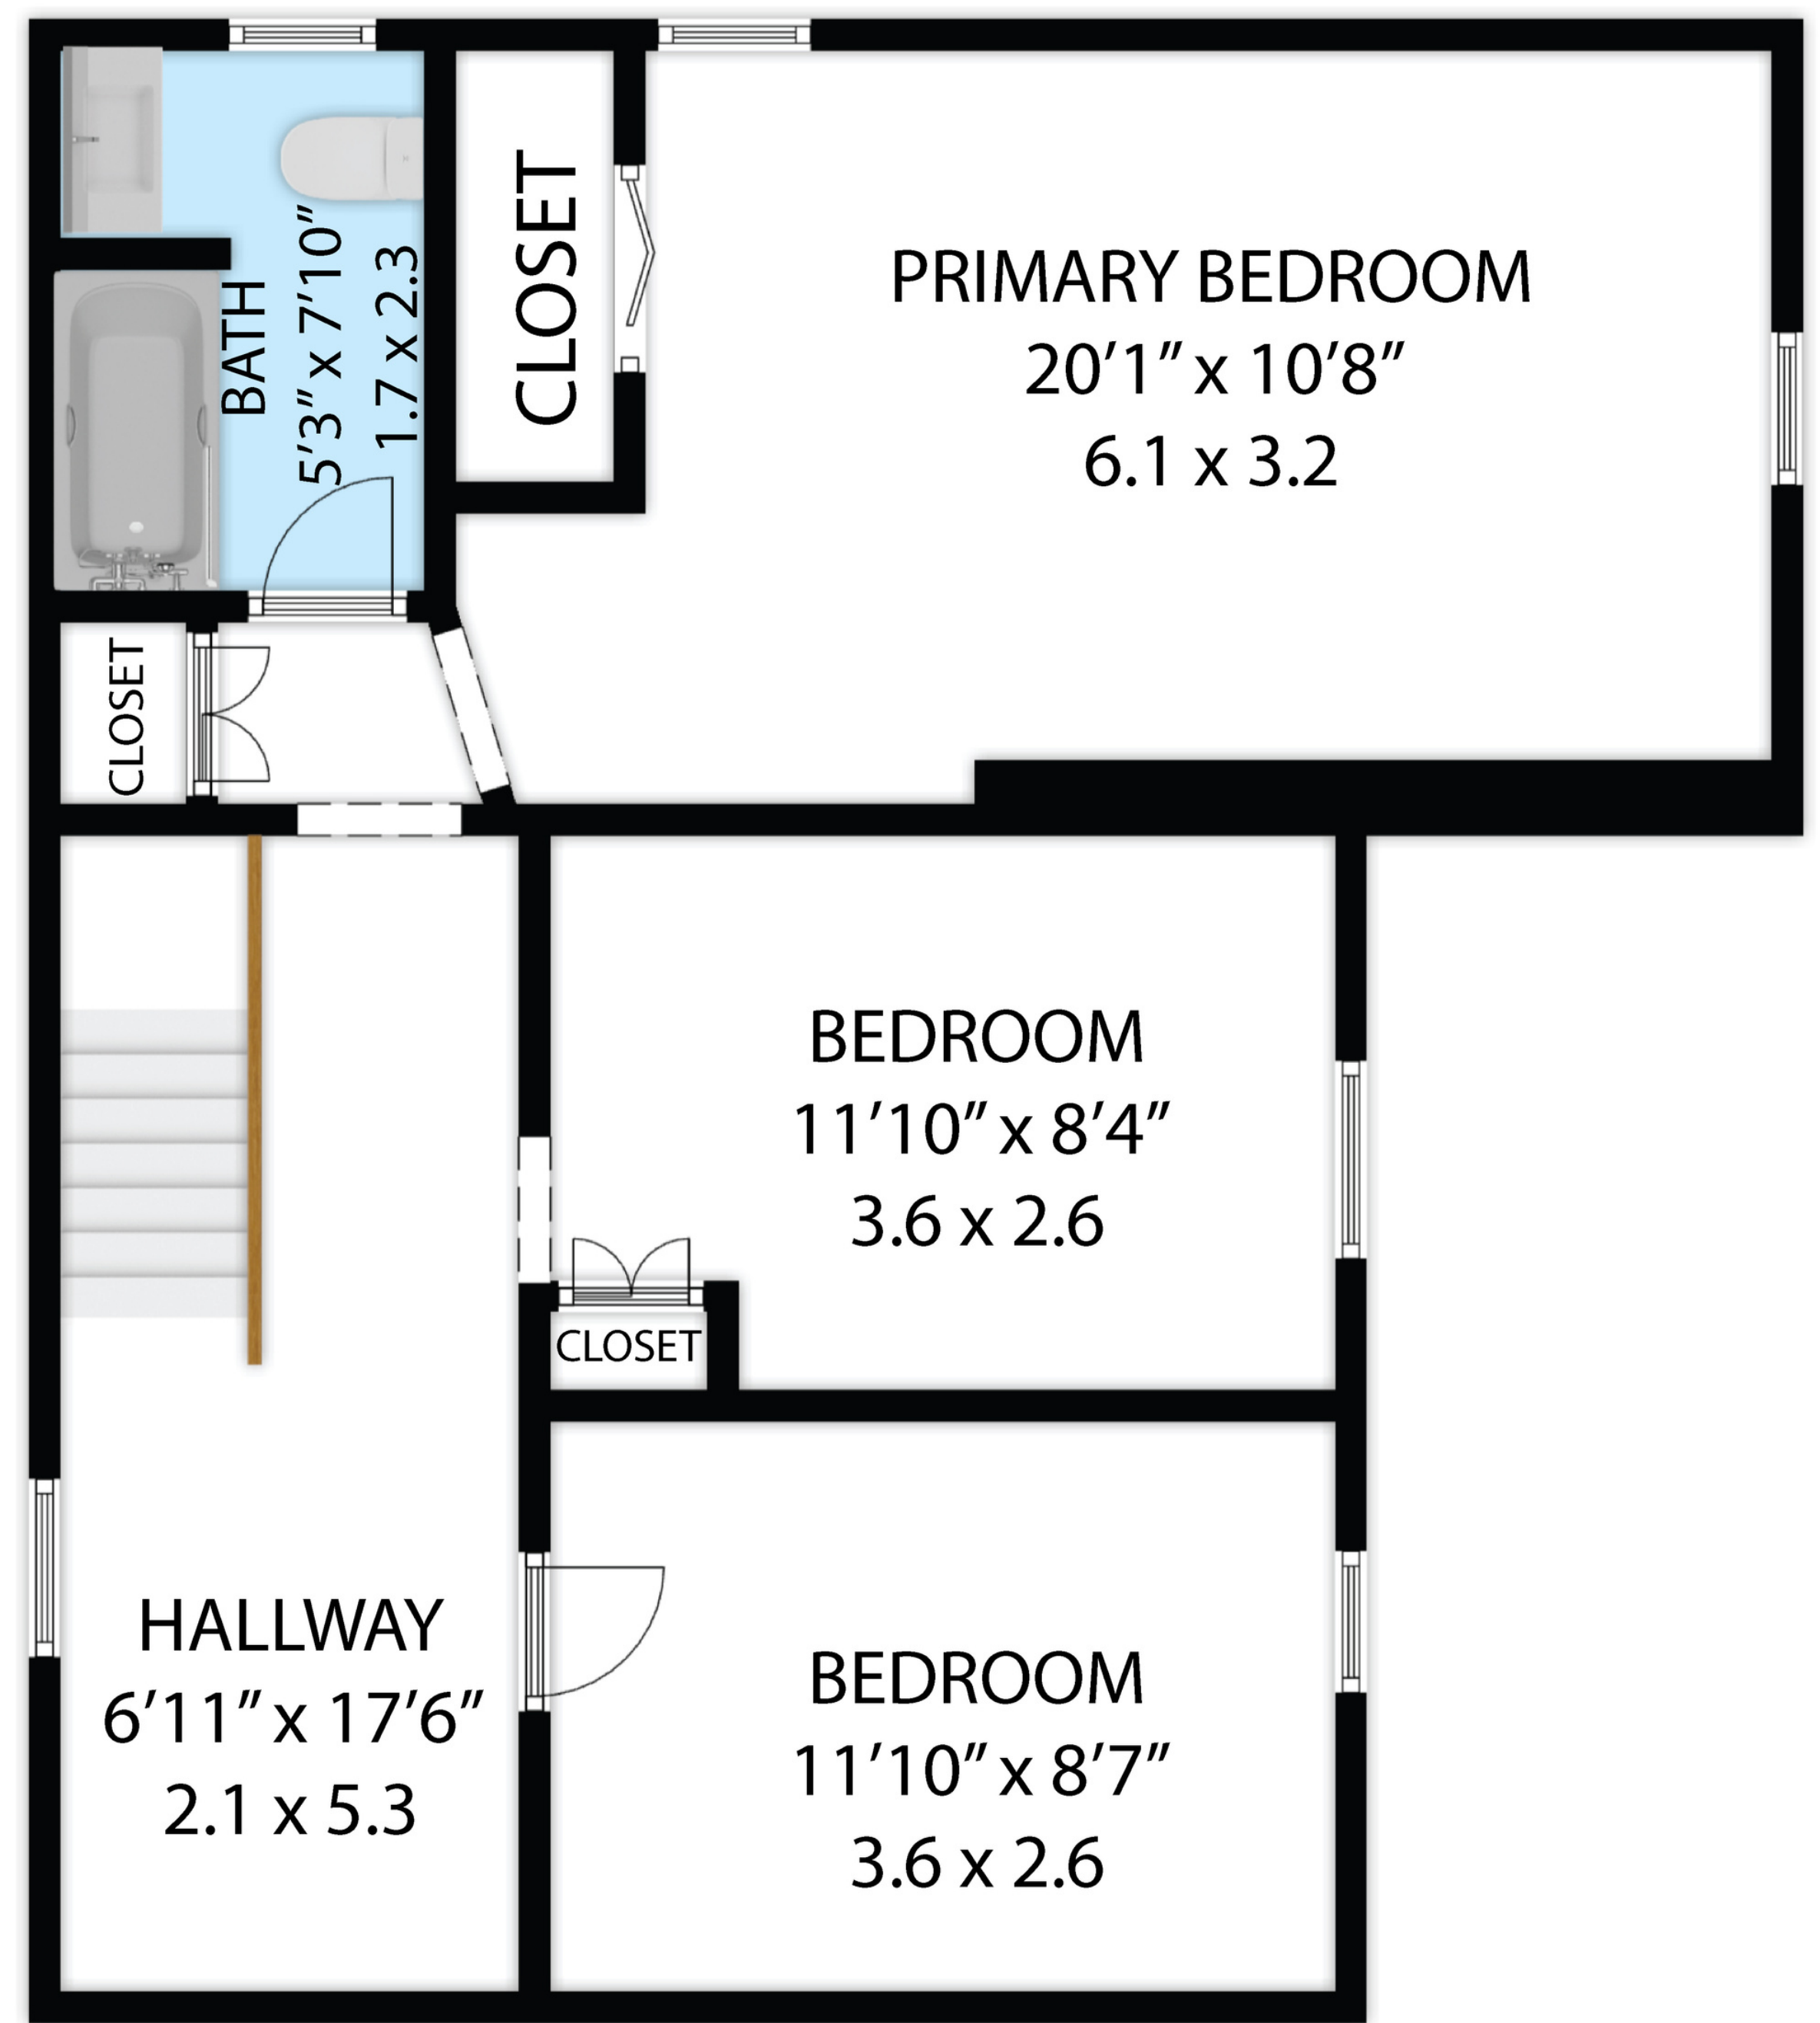 BATH
5’3” x 7’10”
1.7 x 2.3
CLOSET
PRIMARY BEDROOM
20’1” x 10’8”
6.1 x 3.2
CLOSET
BEDROOM
11’10” x 8’4”
3.6 x 2.6
CLOSET
HALLWAY
6’11” x 17’6”
2.1 x 5.3
BEDROOM
11’10” x 8’7”
3.6 x 2.6